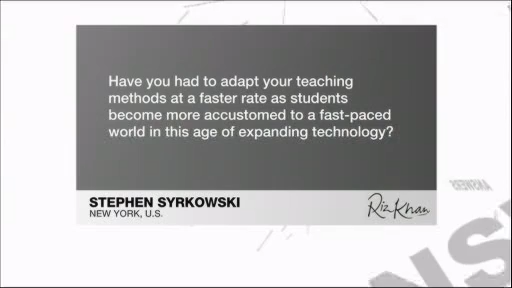 Have you had to adapt your teaching
methods at a faster rate as students
become more accustomed to a fast-paced
world in this age of expanding technology?
STEPHEN SYRKOWSKI
NEW YORK, U.S.
Riz Khan